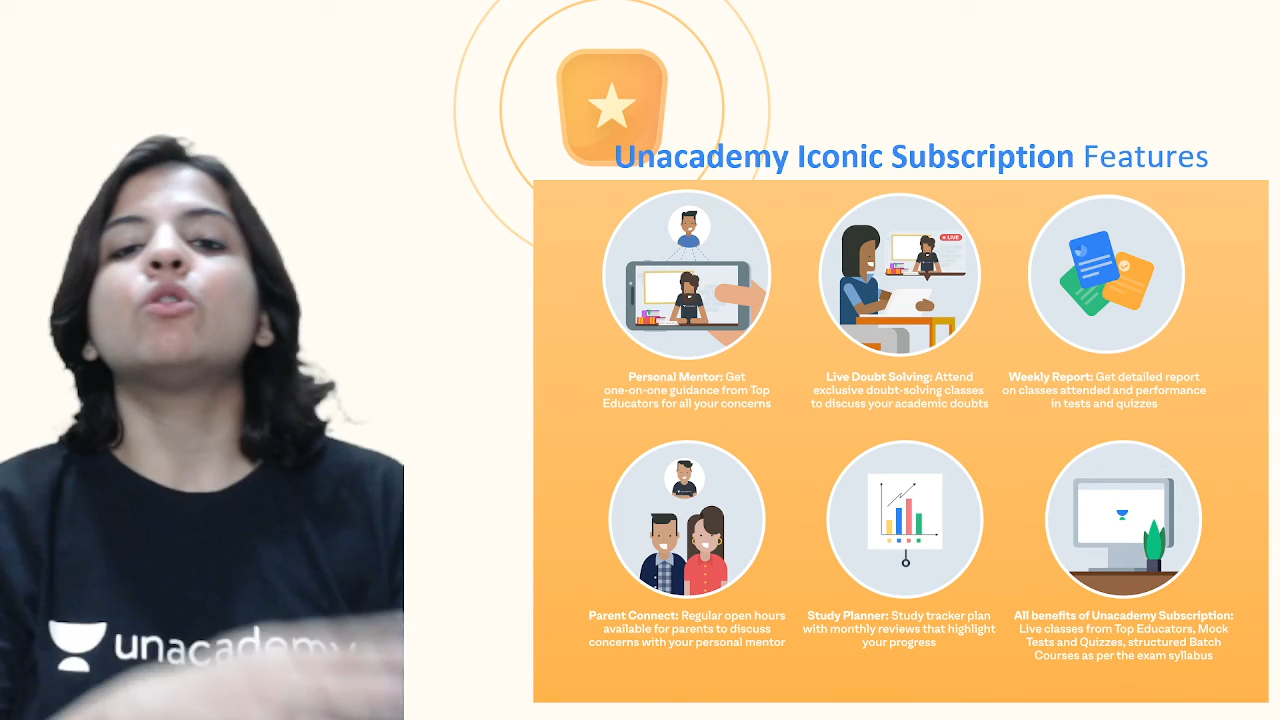 Unacademy Iconic Subscription Features
LIVE
Personal Mentor: Get
one-on-one guidance from Top
Educators for all your concerns
Live Doubt Solving: Attend
exclusive doubt-solving classes
to discuss your academic doubts
Weekly Report: Get detailed report
on classes attended and performance
in tests and quizzes
Parent Connect: Regular open hours
available for parents to discuss
concerns with your personal mentor
Study Planner: Study tracker plan
with monthly reviews that highlight
your progress
All benefits of Unacademy Subscription:
Live classes from Top Educators, Mock
Tests and Quizzes, structured Batch
Courses as per the exam syllabus
unacademy